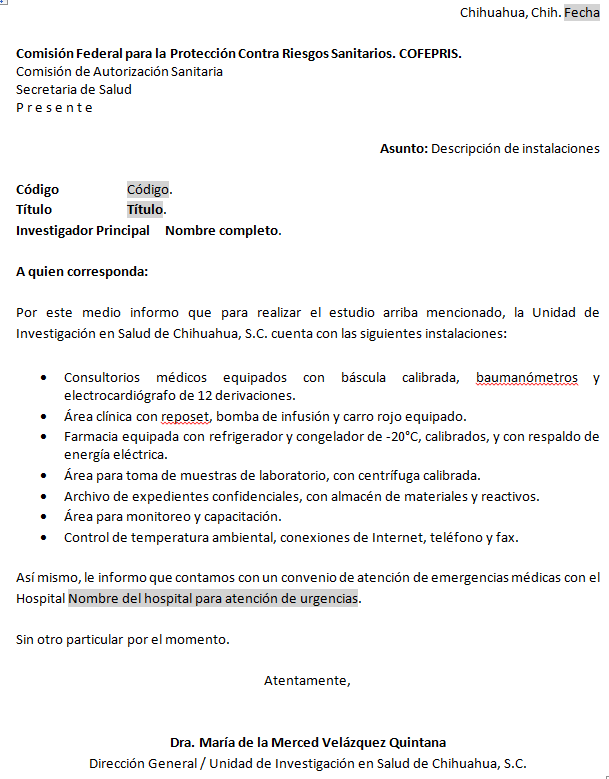 Chihuahua, Chih. Fecha
Comisión Federal para la Protección Contra Riesgos Sanitarios. COFEPRIS.
Comisión de Autorización Sanitaria
Secretaria de Salud
P r e s e n t e
Asunto: Descripción de instalaciones
Código Código.
Título Título.
Investigador Principal Nombre completo.
A quien corresponda:
Por este medio informo que para realizar el estudio arriba mencionado, la Unidad de
Investigación en Salud de Chihuahua, S.C. cuenta con las siguientes instalaciones:
• Consultorios médicos equipados con báscula calibrada, baumanómetros y
electrocardiógrafo de 12 derivaciones.
• Área clínica con reposet, bomba de infusión y carro rojo equipado.
• Farmacia equipada con refrigerador y congelador de -20°C, calibrados, y con respaldo de
energía eléctrica.
• Área para toma de muestras de laboratorio, con centrífuga calibrada.
• Archivo de expedientes confidenciales, con almacén de materiales y reactivos.
• Área para monitoreo y capacitación.
• Control de temperatura ambiental, conexiones de Internet, teléfono y fax.
Así mismo, le informo que contamos con un convenio de atención de emergencias médicas con el
Hospital Nombre del hospital para atención de urgencias.
Sin otro particular por el momento.
Atentamente,
Dra. María de la Merced Velázquez Quintana
Dirección General / Unidad de Investigación en Salud de Chihuahua, S.C.